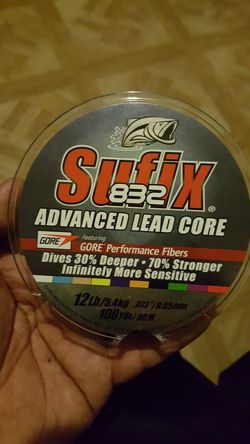 Sufix®
832
ADVANCED LEAD CORE
GORE Featuring
GORE Performance Fibers
Dives 30% Deeper • 70% Stronger
Infinitely More Sensitive
12Lb/5.4kg .022"/0.55mm
100Yds/90M